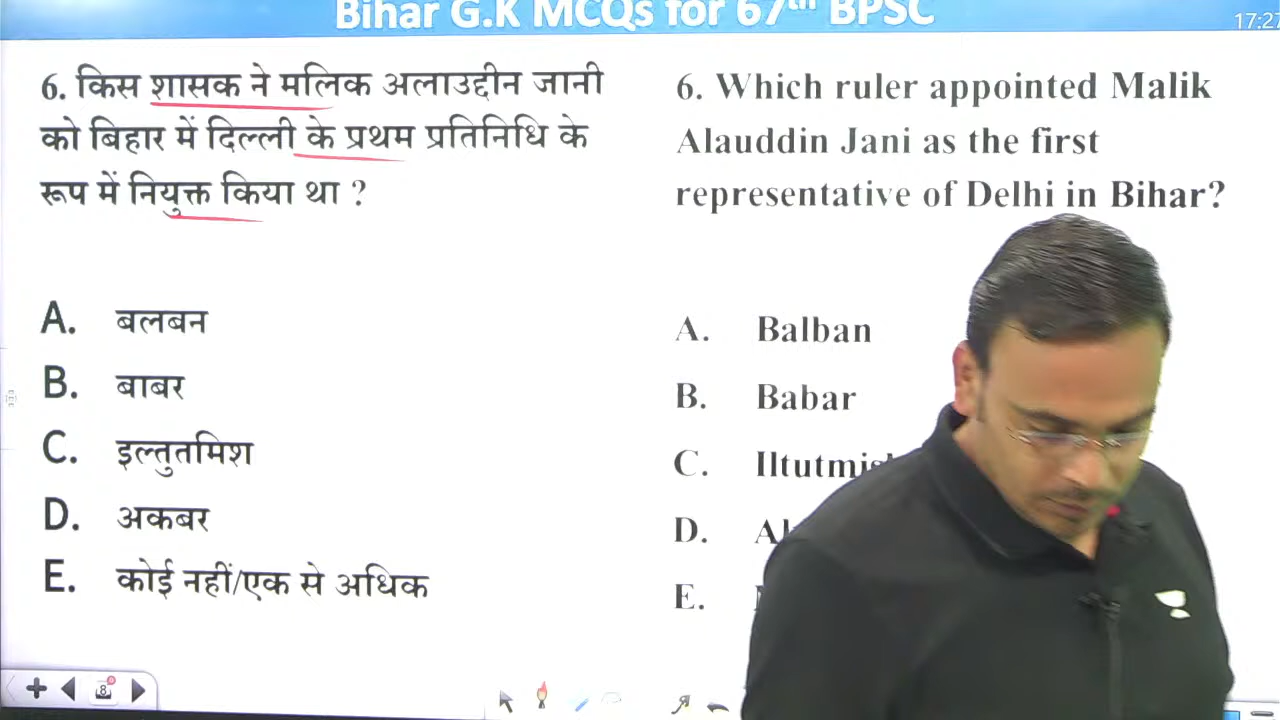 Bihar G.K MCQs for 67th BPSC
17:27
6. किस शासक ने मलिक अलाउद्दीन जानी
को बिहार में दिल्ली के प्रथम प्रतिनिधि के
रूप में नियुक्त किया था ?
A. बलबन
B. बाबर
C. इल्तुतमिश
D. अकबर
E. कोई नहीं/एक से अधिक
6. Which ruler appointed Malik
Alauddin Jani as the first
representative of Delhi in Bihar?
A. Balban
B. Babar
C.
D.
E.
8